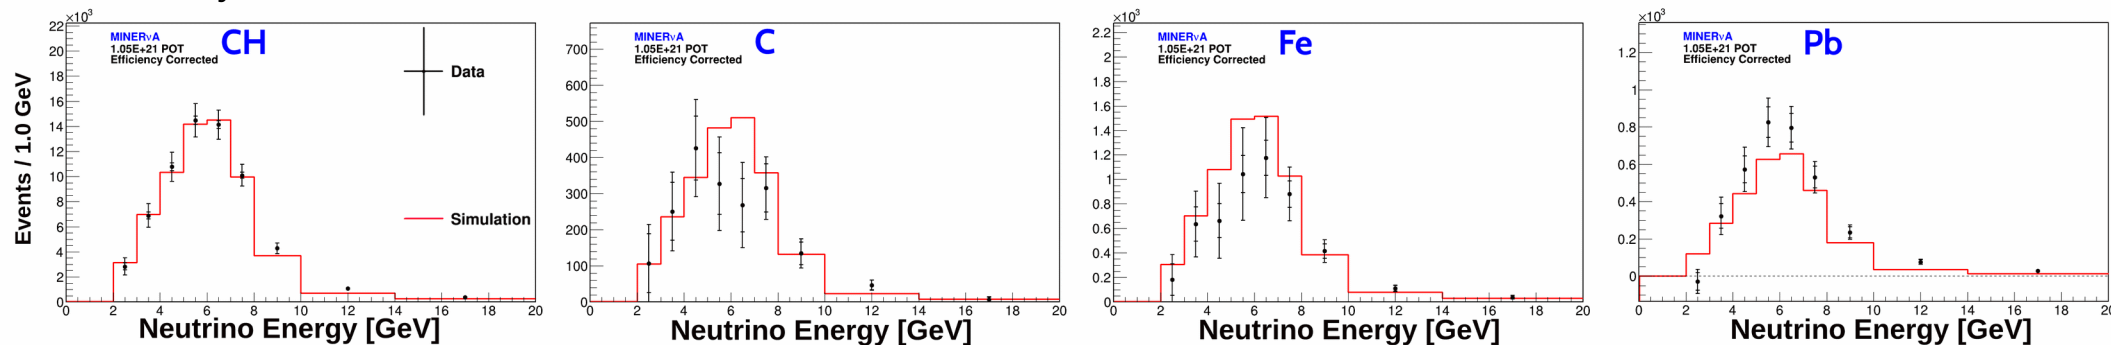 ×10³
22
20
18
16
14
12
10
8
6
4
2
0
Events / 1.0 GeV
MINERνA
1.05E+21 POT
Efficiency Corrected
CH
Data
Simulation
0 2 4 6 8 10 12 14 16 18 20
Neutrino Energy [GeV]
700
600
500
400
300
200
100
0
MINERνA
1.05E+21 POT
Efficiency Corrected
C
0 2 4 6 8 10 12 14 16 18 20
Neutrino Energy [GeV]
×10³
2.2
2
1.8
1.6
1.4
1.2
1
0.8
0.6
0.4
0.2
0
MINERνA
1.05E+21 POT
Efficiency Corrected
Fe
0 2 4 6 8 10 12 14 16 18 20
Neutrino Energy [GeV]
×10³
1.2
1
0.8
0.6
0.4
0.2
0
MINERνA
1.05E+21 POT
Efficiency Corrected
Pb
0 2 4 6 8 10 12 14 16 18 20
Neutrino Energy [GeV]